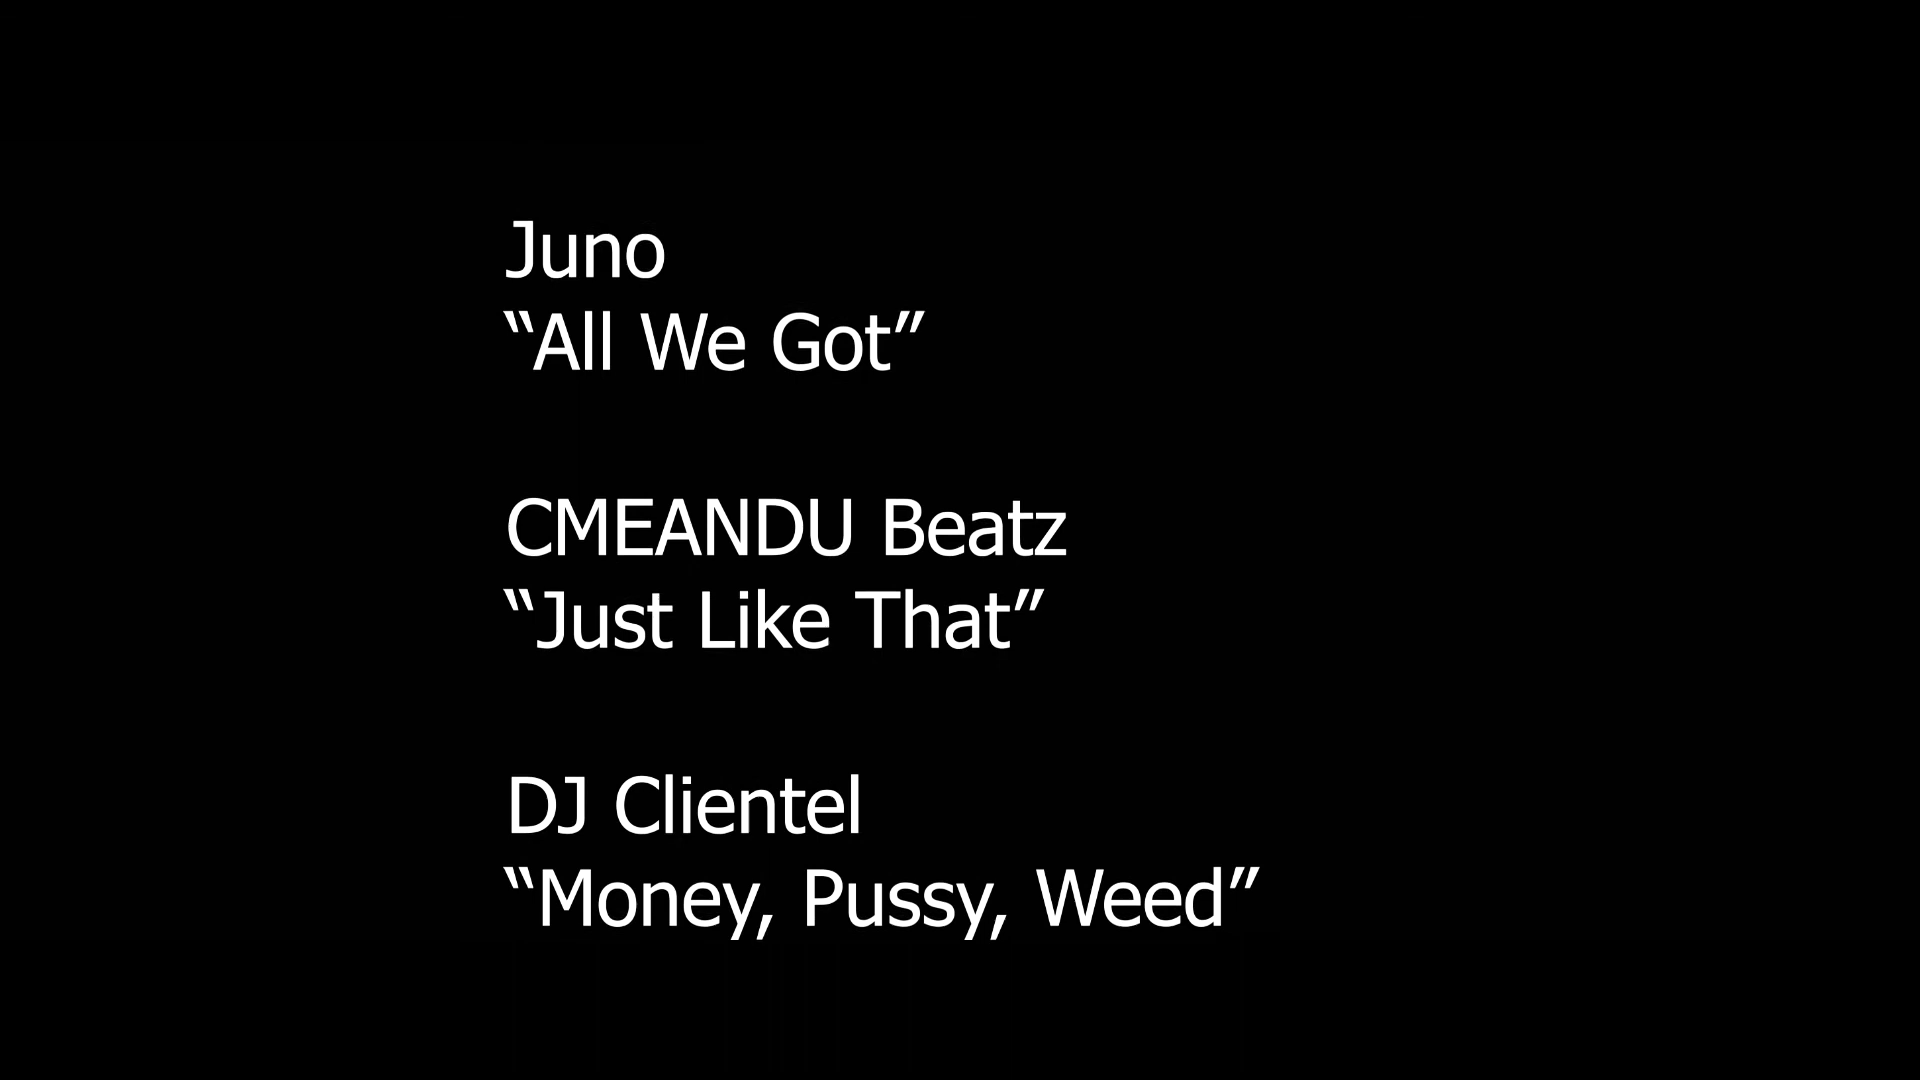 Juno
“All We Got”
CMEANDU Beatz
“Just Like That”
DJ Clientel
“Money, Pussy, Weed”